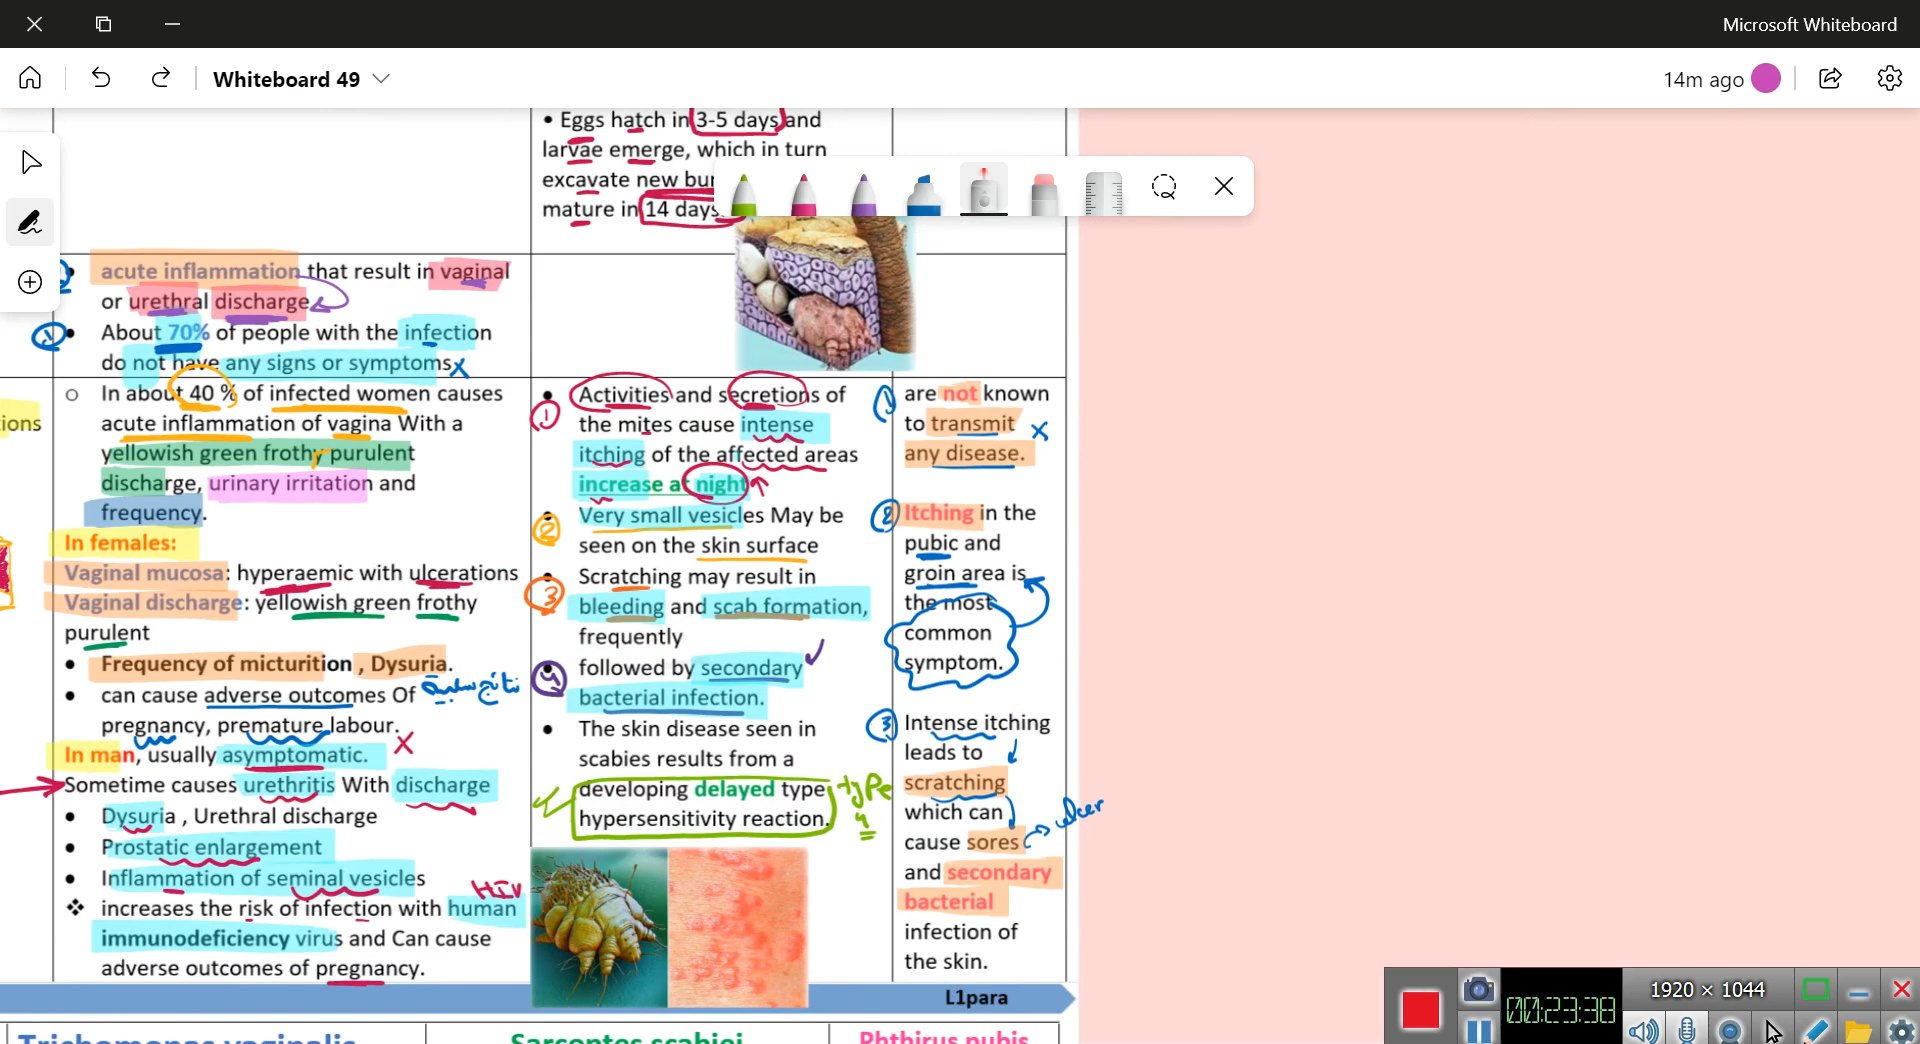 Microsoft Whiteboard
Whiteboard 49
14m ago
• Eggs hatch in 3-5 days and
larvae emerge, which in turn
excavate new bur
mature in 14 days
• acute inflammation that result in vaginal
or urethral discharge
• About 70% of people with the infection
do not have any signs or symptoms
ions
o In about 40 % of infected women causes
acute inflammation of vagina With a
yellowish green frothy purulent
discharge, urinary irritation and
frequency.
In females:
Vaginal mucosa: hyperaemic with ulcerations
Vaginal discharge: yellowish green frothy
purulent
• Frequency of micturition , Dysuria.
• can cause adverse outcomes Of نتائج سلبية
pregnancy, premature labour.
In man, usually asymptomatic.
Sometime causes urethritis With discharge
• Dysuria , Urethral discharge
• Prostatic enlargement
• Inflammation of seminal vesicles
HIV
❖ increases the risk of infection with human
immunodeficiency virus and Can cause
adverse outcomes of pregnancy.
① • Activities and secretions of
the mites cause intense
itching of the affected areas
increase at night
② • Very small vesicles May be
seen on the skin surface
③ • Scratching may result in
bleeding and scab formation,
frequently
④ • followed by secondary
bacterial infection.
• The skin disease seen in
scabies results from a
developing delayed type
hypersensitivity reaction.
type
4
① are not known
to transmit
any disease.
② Itching in the
pubic and
groin area is
the most
common
symptom.
③ Intense itching
leads to
scratching
which can
cause sores
ulcer
and secondary
bacterial
infection of
the skin.
L1para
Trichomonas vaginalis
Sarcoptes scabiei
Phthirus pubis
00:23:38
1920 × 1044